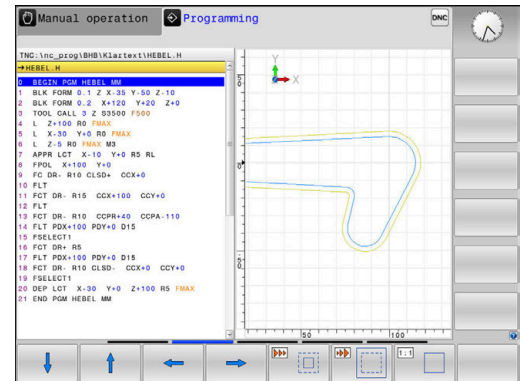 Manual operation
Programming
DNC
TNC:\nc_prog\BHB\Klartext\HEBEL.H
→HEBEL.H
0 BEGIN PGM HEBEL MM
1 BLK FORM 0.1 Z X-35 Y-50 Z-10
2 BLK FORM 0.2 X+120 Y+20 Z+0
3 TOOL CALL 3 Z S3500 F500
4 L Z+100 R0 FMAX
5 L X-30 Y+0 R0 FMAX
6 L Z-5 R0 FMAX M3
7 APPR LCT X-10 Y+0 R5 RL
8 FPOL X+100 Y+0
9 FC DR- R10 CLSD+ CCX+0
10 FLT
11 FCT DR- R15 CCX+100 CCY+0
12 FLT
13 FCT DR- R10 CCPR+40 CCPA-110
14 FLT PDX+100 PDY+0 D15
15 FSELECT1
16 FCT DR+ R5
17 FLT PDX+100 PDY+0 D15
18 FCT DR- R10 CLSD- CCX+0 CCY+0
19 FSELECT1
20 DEP LCT X-30 Y+0 Z+100 R5 FMAX
21 END PGM HEBEL MM
Y
X
50
100
1:1